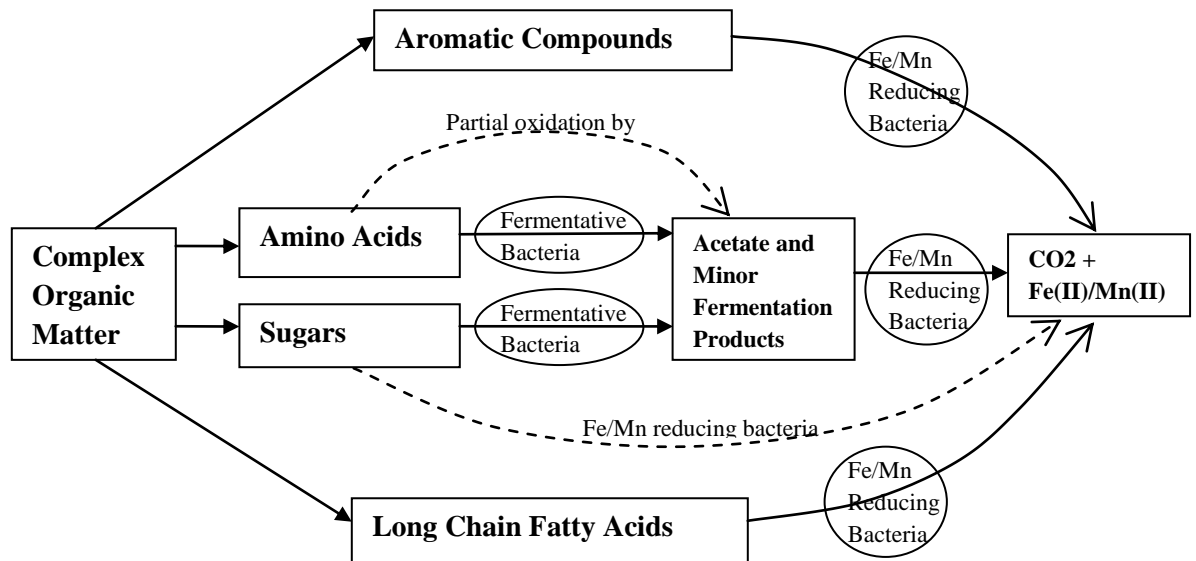 Aromatic Compounds
Fe/Mn
Reducing
Bacteria
Partial oxidation by
Complex
Organic
Matter
Amino Acids
Fermentative
Bacteria
Sugars
Fermentative
Bacteria
Acetate and
Minor
Fermentation
Products
Fe/Mn
Reducing
Bacteria
CO2 +
Fe(II)/Mn(II)
Fe/Mn reducing bacteria
Long Chain Fatty Acids
Fe/Mn
Reducing
Bacteria